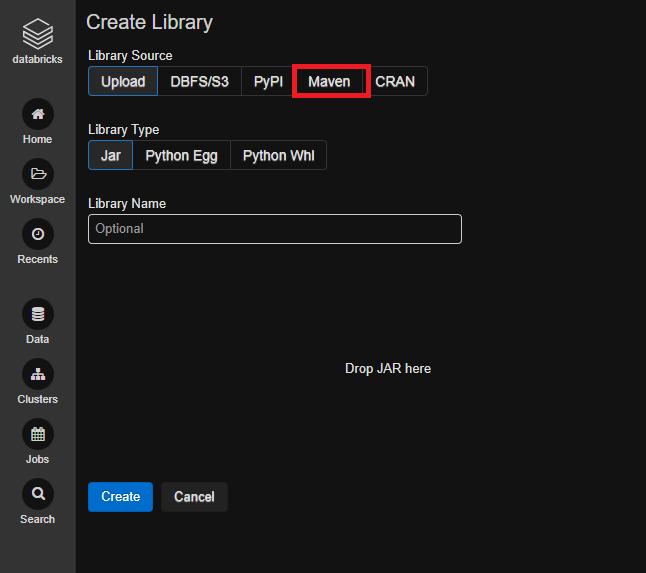 databricks
Home
Workspace
Recents
Data
Clusters
Jobs
Search
Create Library
Library Source
Upload DBFS/S3 PyPI Maven CRAN
Library Type
Jar Python Egg Python Whl
Library Name
Optional
Drop JAR here
Create Cancel